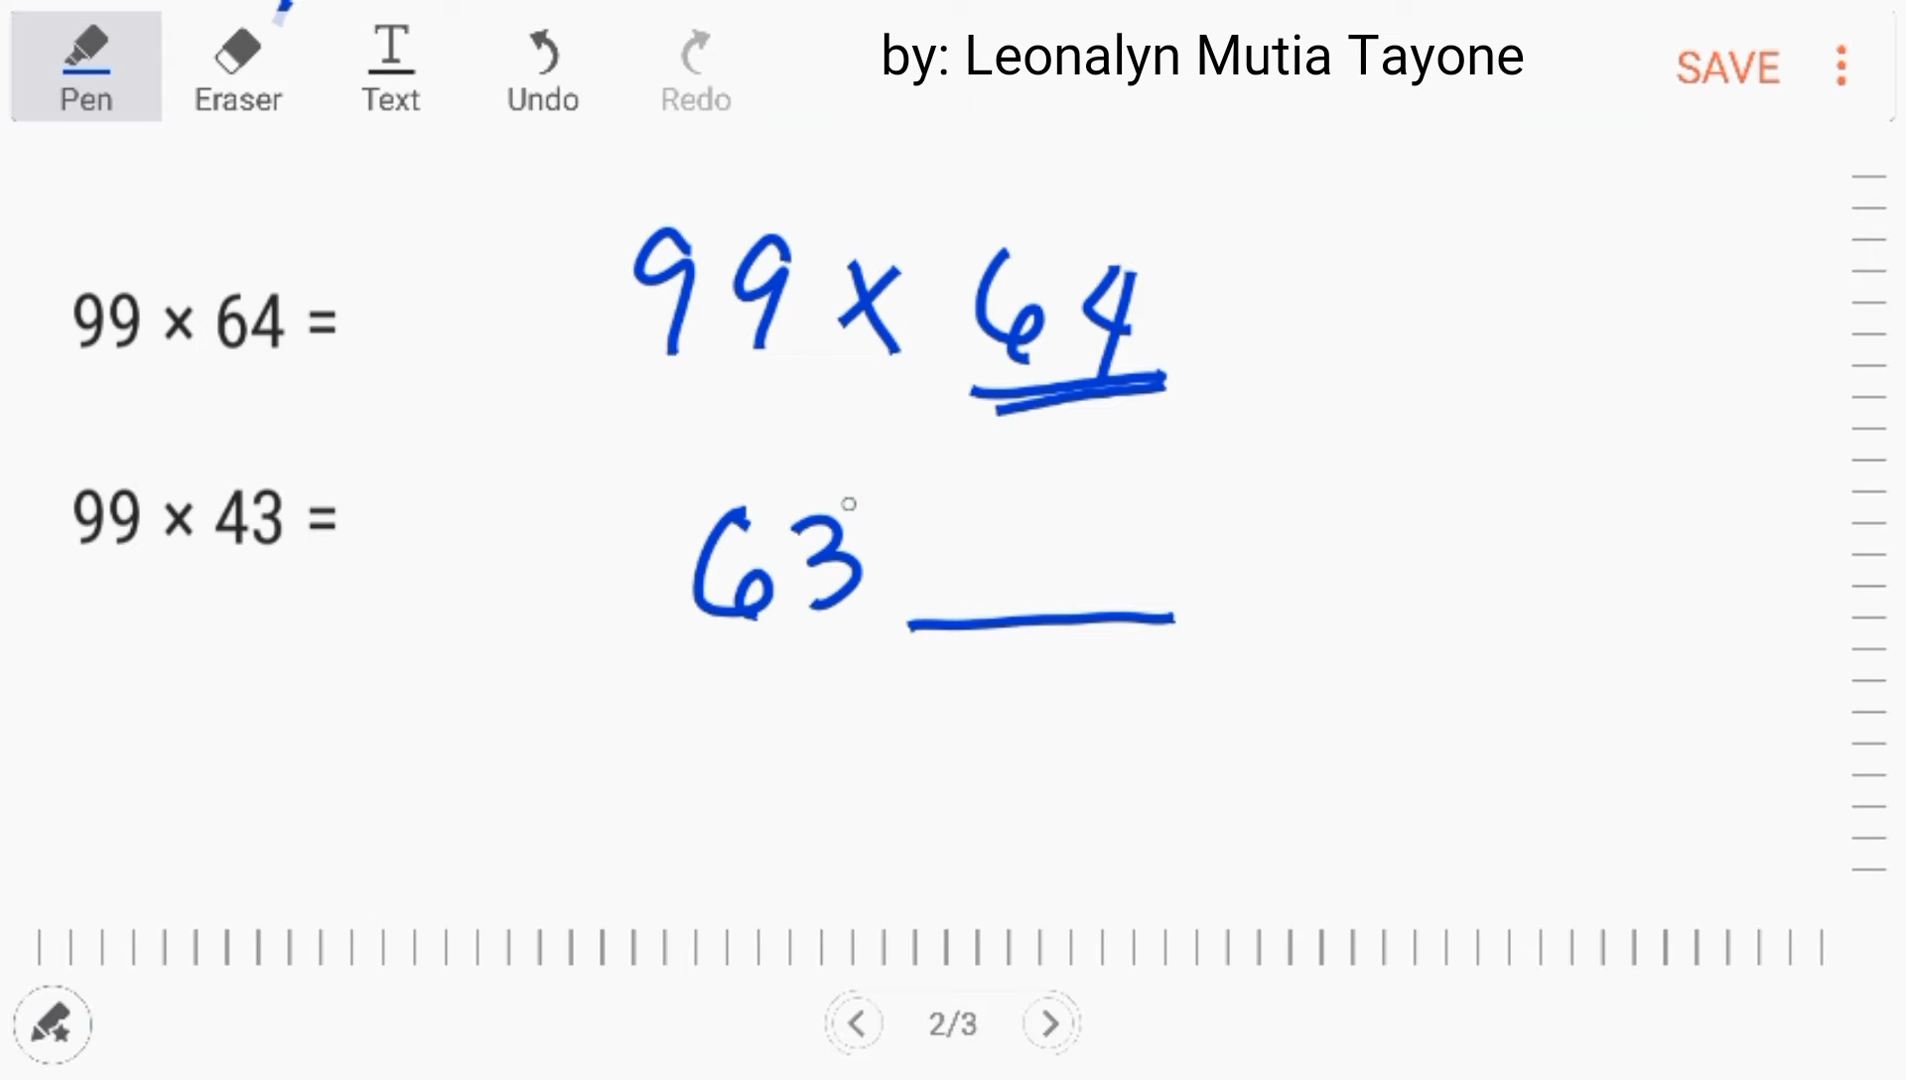 Pen Eraser Text Undo Redo by: Leonalyn Mutia Tayone SAVE
99 × 64 = 99 x 64
99 × 43 = 63
2/3